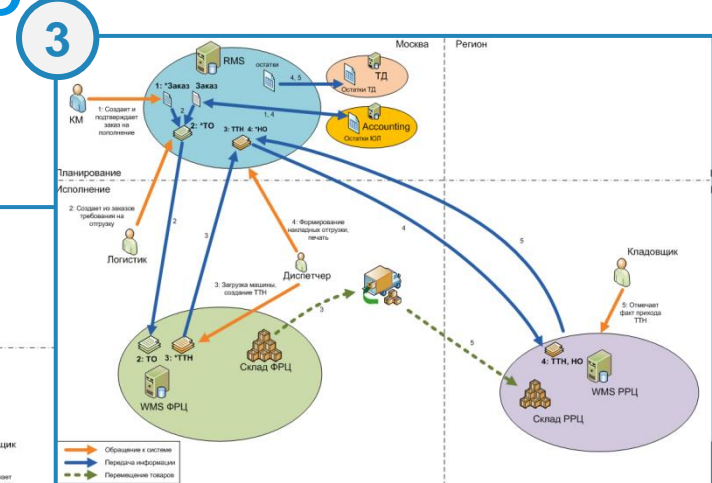 3
Москва
Регион
RMS
остатки
4, 5
ТД
Остатки ТД
1: *Заказ Заказ
КМ
1: Создает и
подтверждает
заказ на
пополнение
2
1, 4
Accounting
Остатки ЮЛ
2: *ТО
3: ТТН 4: *НО
Планирование
Исполнение
2: Создает из заказов
требования на
отгрузку
2
3
4: Формирование
накладных отгрузки,
печать
4
5
Логистик
Диспетчер
Кладовщик
3: Загрузка машины,
создание ТТН
5: Отмечает
факт прихода
ТТН
3
5
2: ТО
3: *ТТН
Склад ФРЦ
WMS ФРЦ
4: ТТН, НО
WMS РРЦ
Склад РРЦ
щик
Обращение к системе
Передача информации
Перемещение товаров